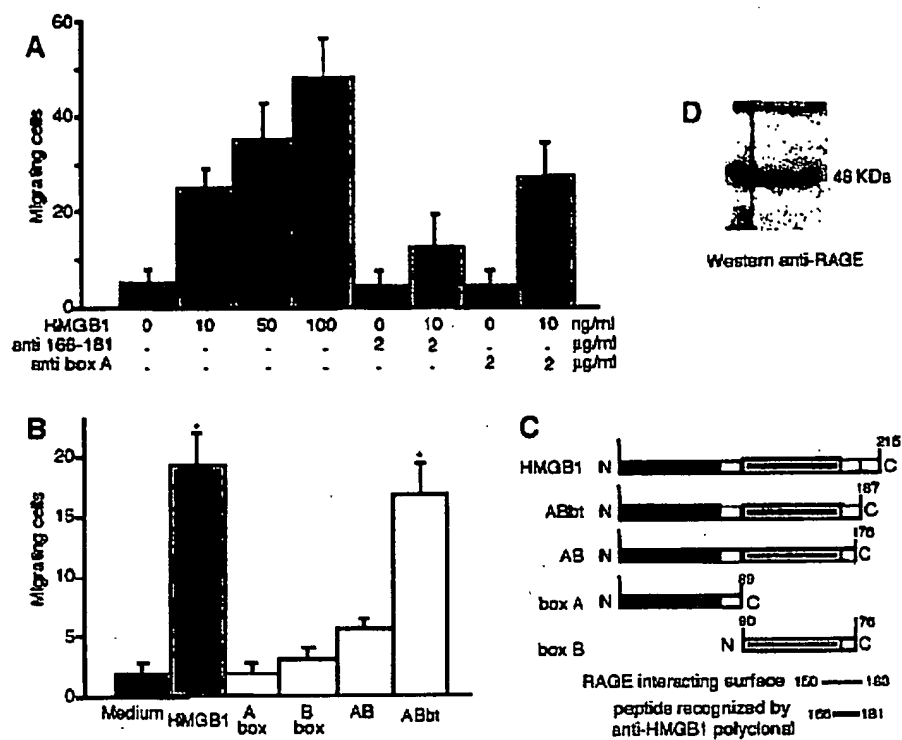 A
60
40
20
0
Migrating cells
HMGB1 0 10 50 100 0 10 0 10 ng/ml
anti 166-181 - - - - 2 2 - - µg/ml
anti box A - - - - - - 2 2 µg/ml
D
48 KDa
Western anti-RAGE
B
20
15
10
5
0
Migrating cells
* *
Medium HMGB1 A box B box AB ABbt
C
HMGB1 N 215 C
ABbt N 187 C
AB N 176 C
box A N 89 C
box B N 90 176 C
RAGE interacting surface 150 183
peptide recognized by
anti-HMGB1 polyclonal 166 181